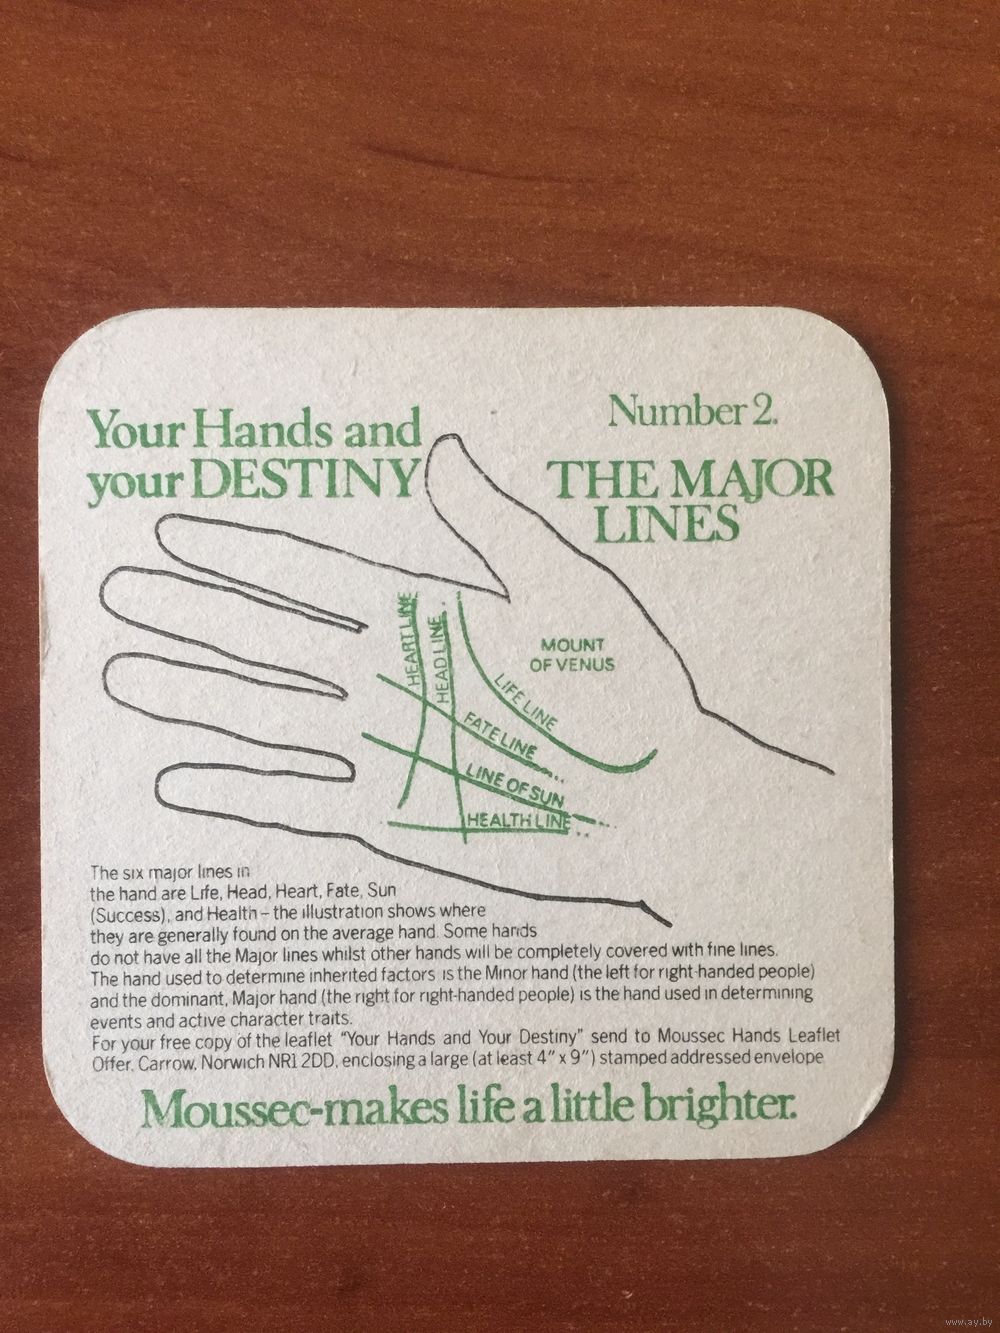 Your Hands and
your DESTINY
Number 2.
THE MAJOR
LINES
HEART LINE
HEAD LINE
LIFE LINE
MOUNT
OF VENUS
FATE LINE
LINE OF SUN
HEALTH LINE
The six major lines in
the hand are Life, Head, Heart, Fate, Sun
(Success), and Health – the illustration shows where
they are generally found on the average hand. Some hands
do not have all the Major lines whilst other hands will be completely covered with fine lines.
The hand used to determine inherited factors is the Minor hand (the left for right-handed people)
and the dominant, Major hand (the right for right-handed people) is the hand used in determining
events and active character traits.
For your free copy of the leaflet "Your Hands and Your Destiny" send to Moussec Hands Leaflet
Offer, Carrow, Norwich NR1 2DD, enclosing a large (at least 4" x 9") stamped addressed envelope
Moussec-makes life a little brighter.
www.ay.by